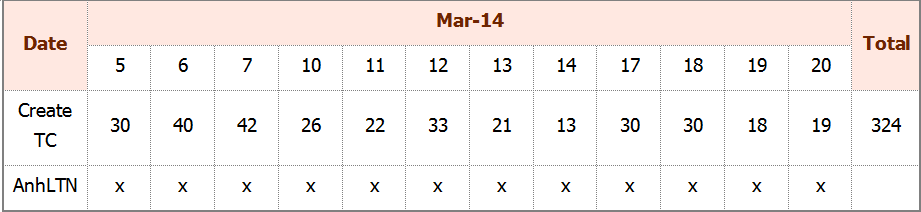 Date Mar-14 Total
5 6 7 10 11 12 13 14 17 18 19 20
Create TC 30 40 42 26 22 33 21 13 30 30 18 19 324
AnhLTN x x x x x x x x x x x x